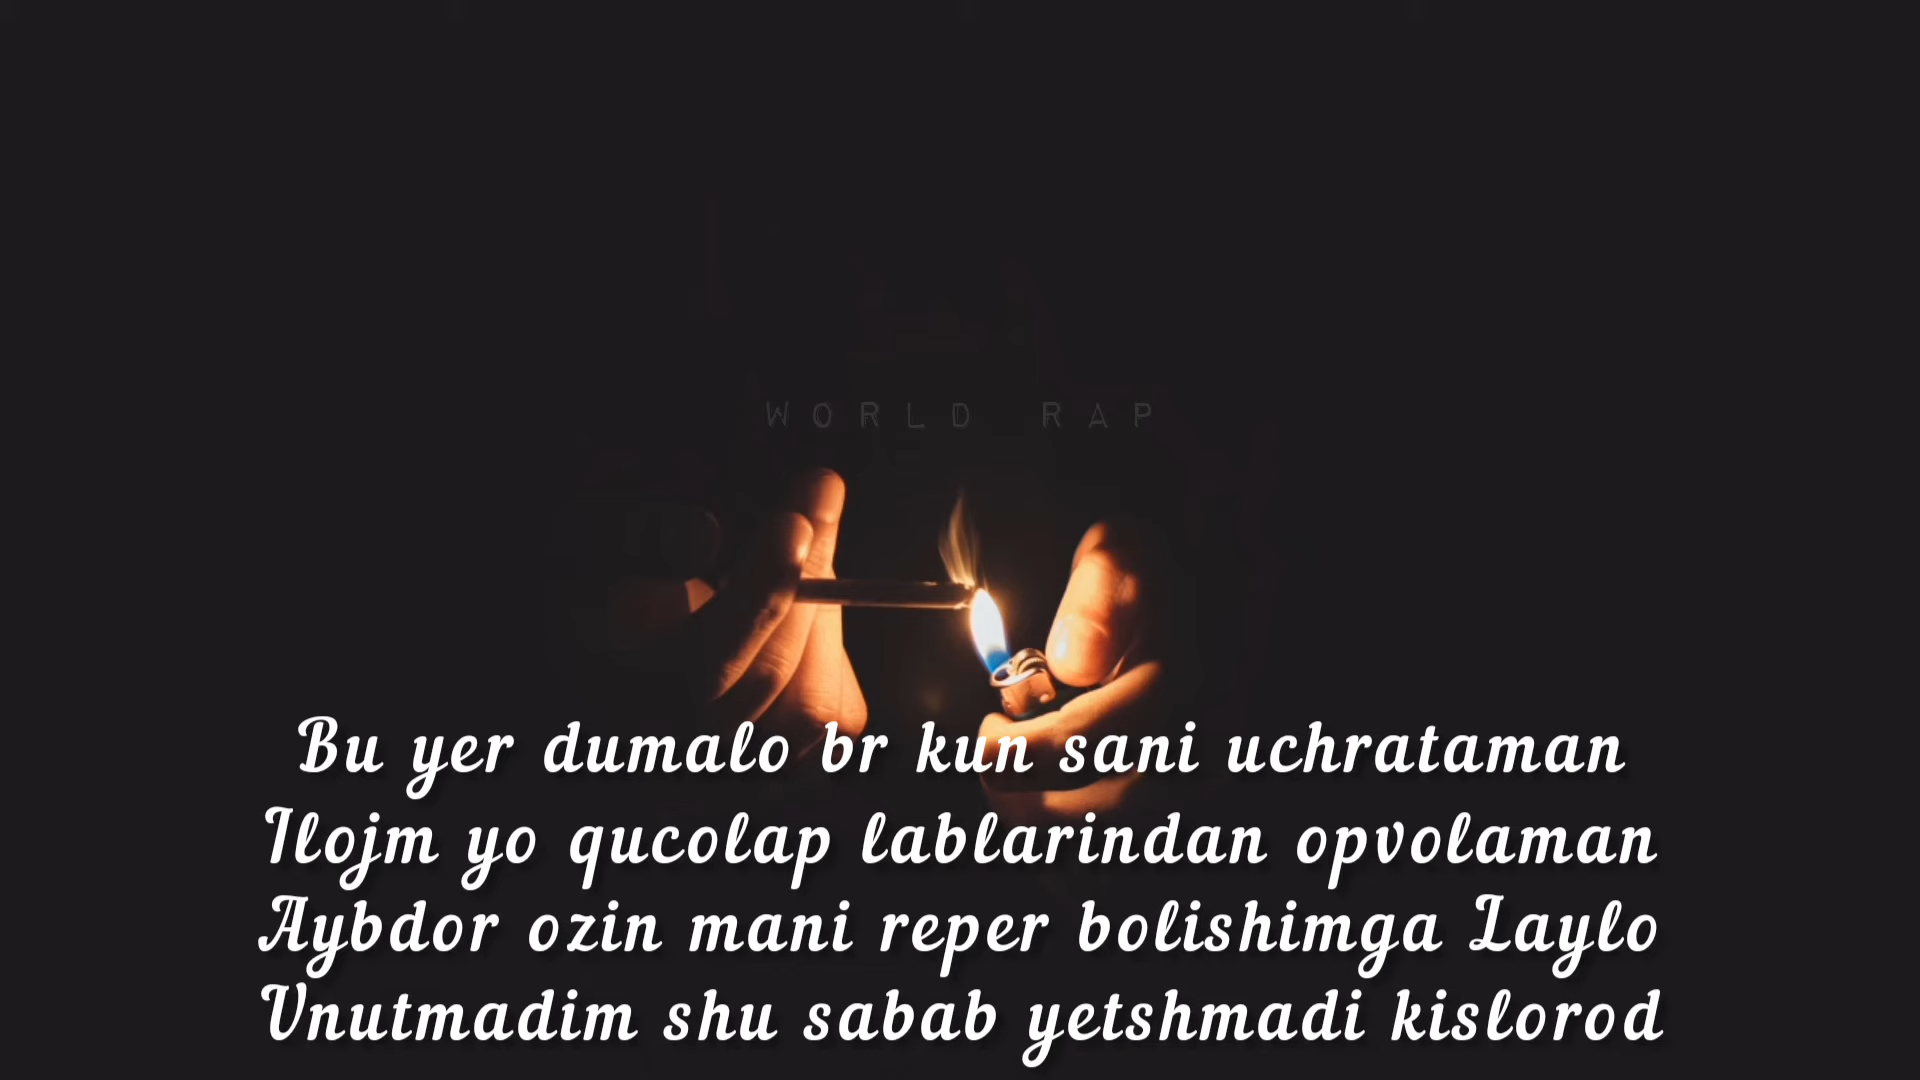 WORLD RAP
Bu yer dumalo br kun sani uchrataman
Ilojm yo qucolap lablarindan opvolaman
Aybdor ozin mani reper bolishimga Laylo
Unutmadim shu sabab yetshmadi kislorod